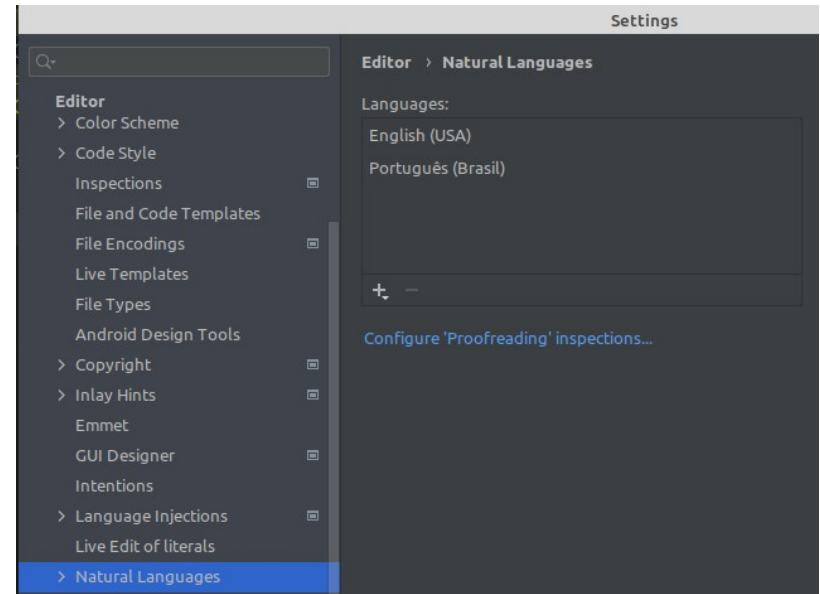 Settings
Editor
Color Scheme
Code Style
Inspections
File and Code Templates
File Encodings
Live Templates
File Types
Android Design Tools
Copyright
Inlay Hints
Emmet
GUI Designer
Intentions
Language Injections
Live Edit of literals
Natural Languages
Editor › Natural Languages
Languages:
English (USA)
Português (Brasil)
Configure 'Proofreading' inspections...